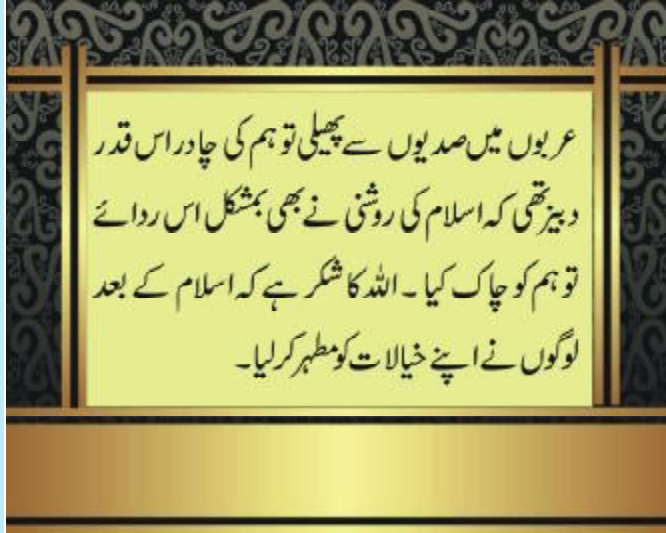 عربوں میں صدیوں سے پھیلی توہم کی چادر اس قدر
دبیز تھی کہ اسلام کی روشنی نے بھی بمشکل اس ردائے
توہم کو چاک کیا ۔ اللہ کا شکر ہے کہ اسلام کے بعد
لوگوں نے اپنے خیالات کو مطہر کرلیا۔